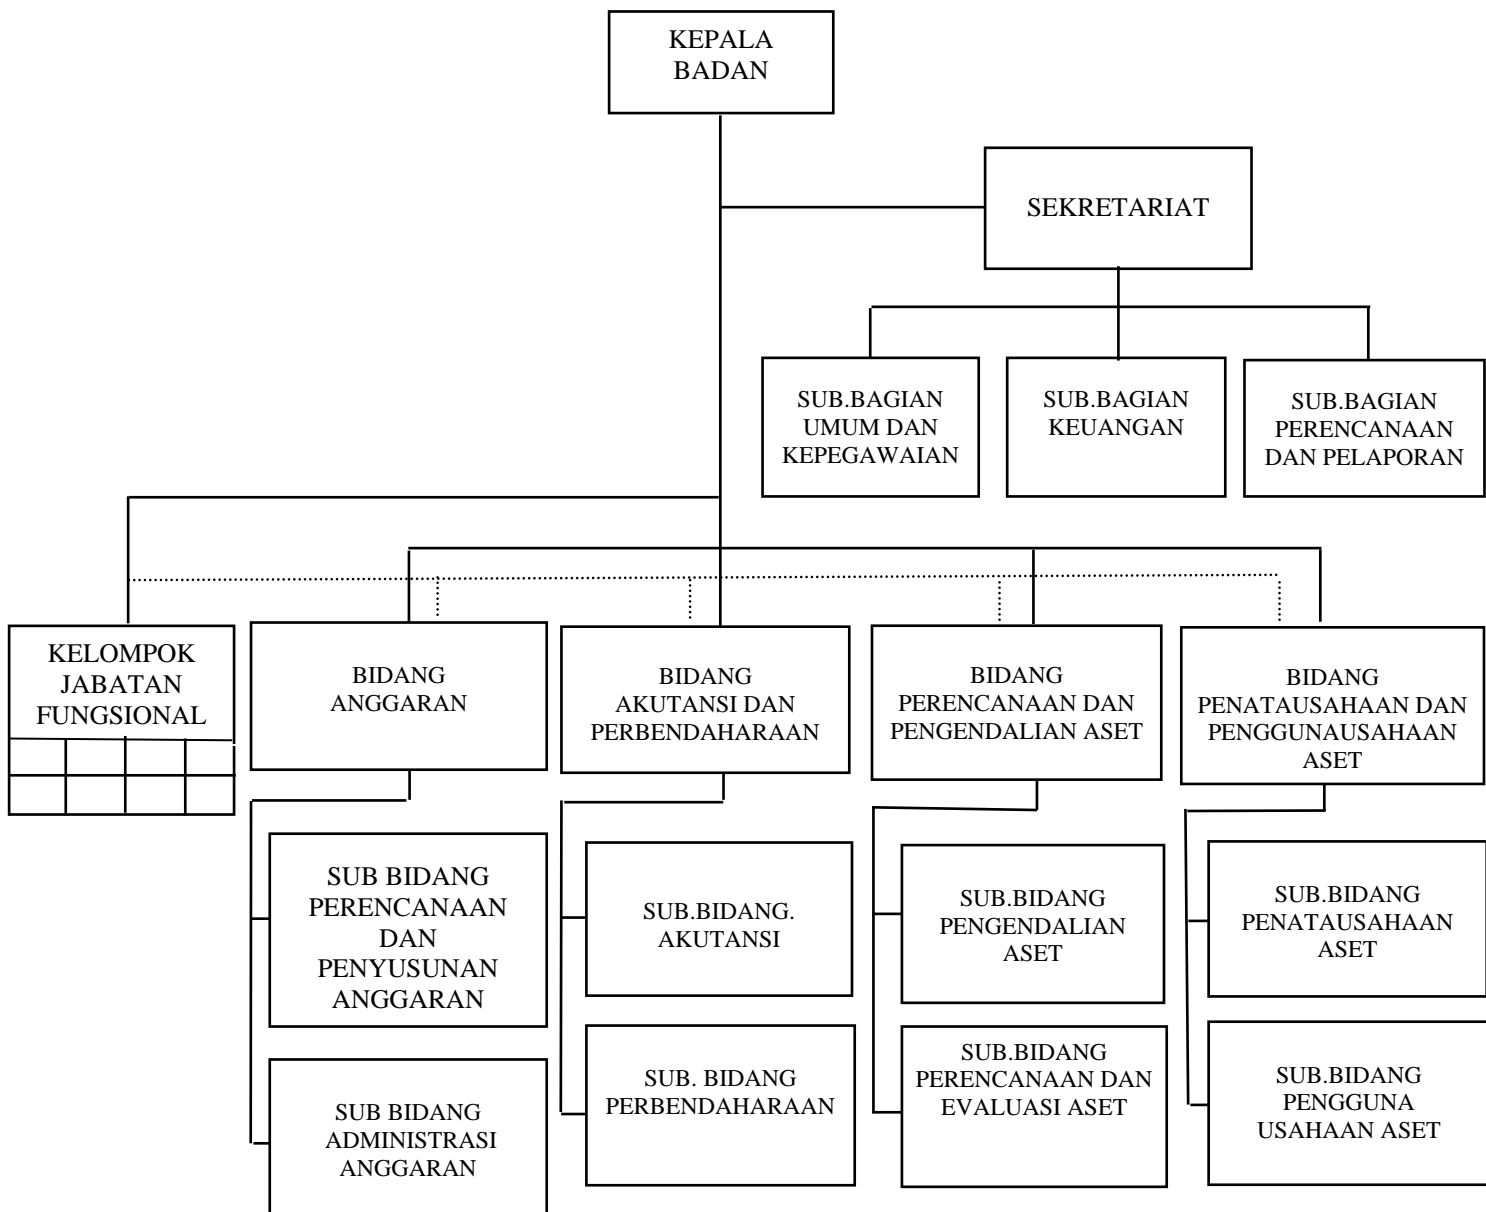 KEPALA
BADAN
SEKRETARIAT
SUB.BAGIAN
UMUM DAN
KEPEGAWAIAN
SUB.BAGIAN
KEUANGAN
SUB.BAGIAN
PERENCANAAN
DAN PELAPORAN
KELOMPOK
JABATAN
FUNGSIONAL
BIDANG
ANGGARAN
BIDANG
AKUTANSI DAN
PERBENDAHARAAN
BIDANG
PERENCANAAN DAN
PENGENDALIAN ASET
BIDANG
PENATAUSAHAAN DAN
PENGGUNAUSAHAAN
ASET
SUB BIDANG
PERENCANAAN
DAN
PENYUSUNAN
ANGGARAN
SUB.BIDANG.
AKUTANSI
SUB.BIDANG
PENGENDALIAN
ASET
SUB.BIDANG
PENATAUSAHAAN
ASET
SUB BIDANG
ADMINISTRASI
ANGGARAN
SUB. BIDANG
PERBENDAHARAAN
SUB.BIDANG
PERENCANAAN DAN
EVALUASI ASET
SUB.BIDANG
PENGGUNA
USAHAAN ASET